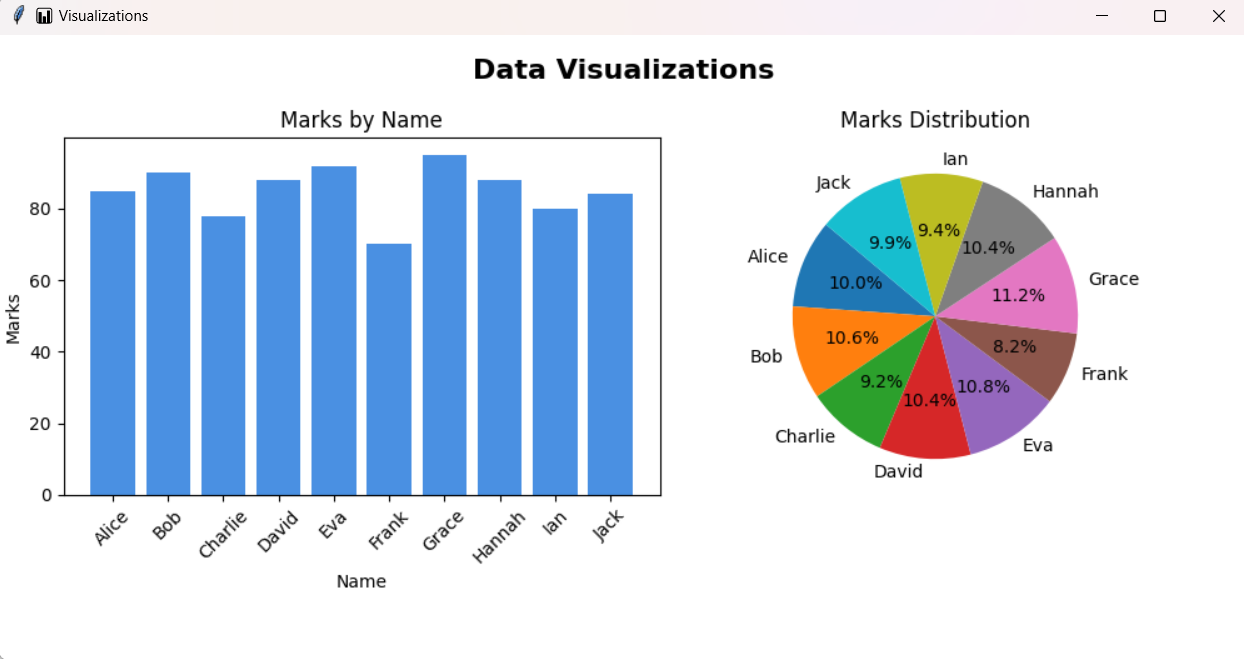 Visualizations
Data Visualizations
Marks by Name
Marks
80
60
40
20
0
Alice
Bob
Charlie
David
Eva
Frank
Grace
Hannah
Ian
Jack
Name
Marks Distribution
Ian
Jack
Hannah
9.4%
9.9%
10.4%
Alice
10.0%
Grace
11.2%
Bob
10.6%
8.2%
Frank
9.2%
10.4%
10.8%
Charlie
David
Eva